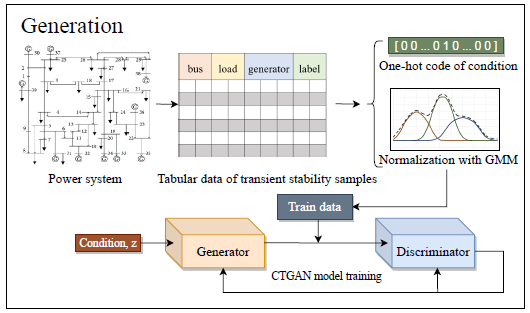 Generation
bus load generator label
[00...010...00]
One-hot code of condition
Normalization with GMM
Power system
Tabular data of transient stability samples
Train data
Condition, z
Generator
Discriminator
CTGAN model training